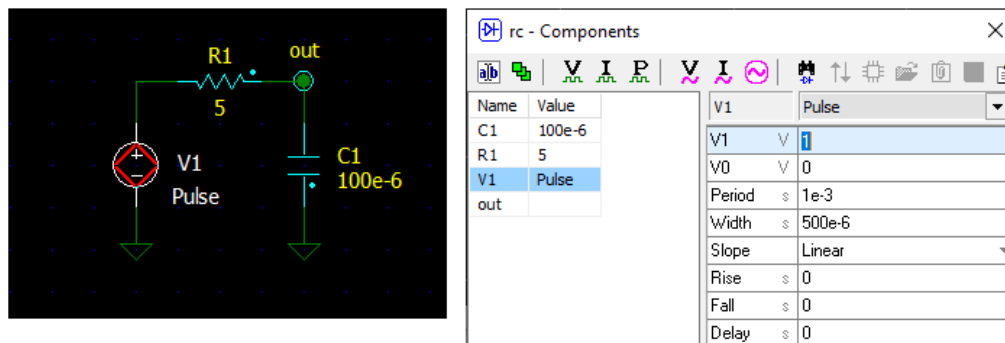 R1
out
5
+
-
V1
Pulse
C1
100e-6
rc - Components
aIb V I P V I
Name Value
C1 100e-6
R1 5
V1 Pulse
out
V1 Pulse
V1 V 1
V0 V 0
Period s 1e-3
Width s 500e-6
Slope Linear
Rise s 0
Fall s 0
Delay s 0